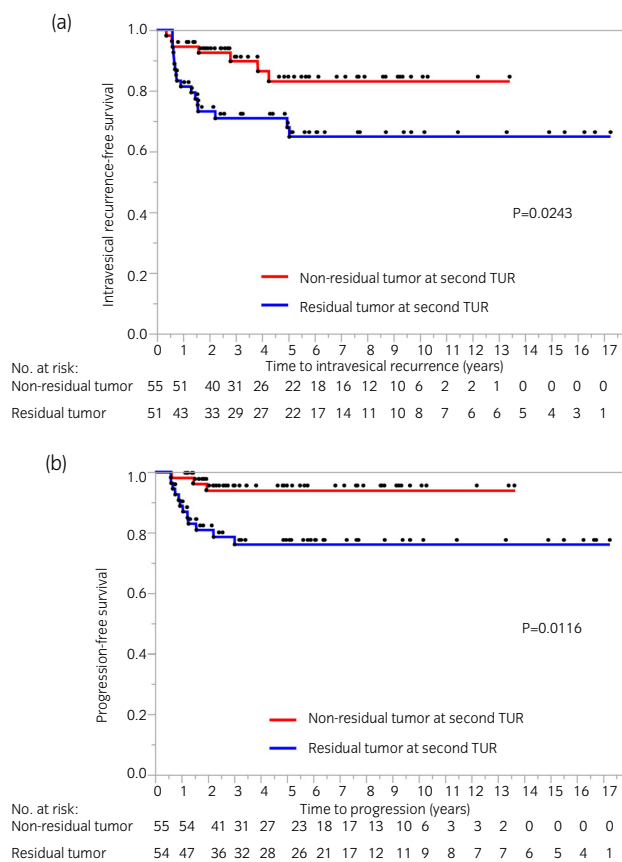 (a)
1.0
0.8
0.6
0.4
0.2
0.0
Intravesical recurrence-free survival
P=0.0243
Non-residual tumor at second TUR
Residual tumor at second TUR
0 1 2 3 4 5 6 7 8 9 10 11 12 13 14 15 16 17
Time to intravesical recurrence (years)
No. at risk:
Non-residual tumor 55 51 40 31 26 22 18 16 12 10 6 2 2 1 0 0 0 0
Residual tumor 51 43 33 29 27 22 17 14 11 10 8 7 6 6 5 4 3 1
(b)
1.0
0.8
0.6
0.4
0.2
0.0
Progression-free survival
P=0.0116
Non-residual tumor at second TUR
Residual tumor at second TUR
0 1 2 3 4 5 6 7 8 9 10 11 12 13 14 15 16 17
Time to progression (years)
No. at risk:
Non-residual tumor 55 54 41 31 27 23 18 17 13 10 6 3 3 2 0 0 0 0
Residual tumor 54 47 36 32 28 26 21 17 12 11 9 8 7 7 6 5 4 1